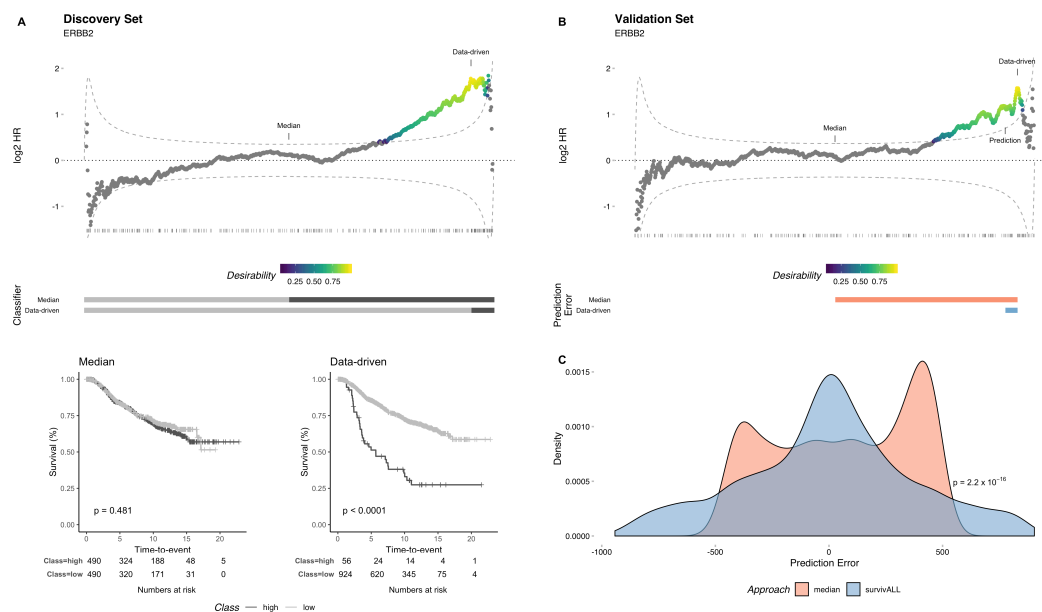 A
Discovery Set
ERBB2
Data-driven
Median
log2 HR
2
1
0
-1
Desirability
0.25 0.50 0.75
Classifier
Median
Data-driven
Median
Survival (%)
1.00
0.75
0.50
0.25
0.00
p = 0.481
0 5 10 15 20
Time-to-event
Class=high 490 324 188 48 5
Class=low 490 320 171 31 0
Numbers at risk
Data-driven
Survival (%)
1.00
0.75
0.50
0.25
0.00
p < 0.0001
0 5 10 15 20
Time-to-event
Class=high 56 24 14 4 1
Class=low 924 620 345 75 4
Numbers at risk
Class high low
B
Validation Set
ERBB2
Data-driven
Median
Prediction
log2 HR
2
1
0
-1
Desirability
0.25 0.50 0.75
Prediction
Error
Median
Data-driven
C
Density
0.0015
0.0010
0.0005
0.0000
p = 2.2 x 10⁻¹⁶
-1000 -500 0 500
Prediction Error
Approach median survivALL